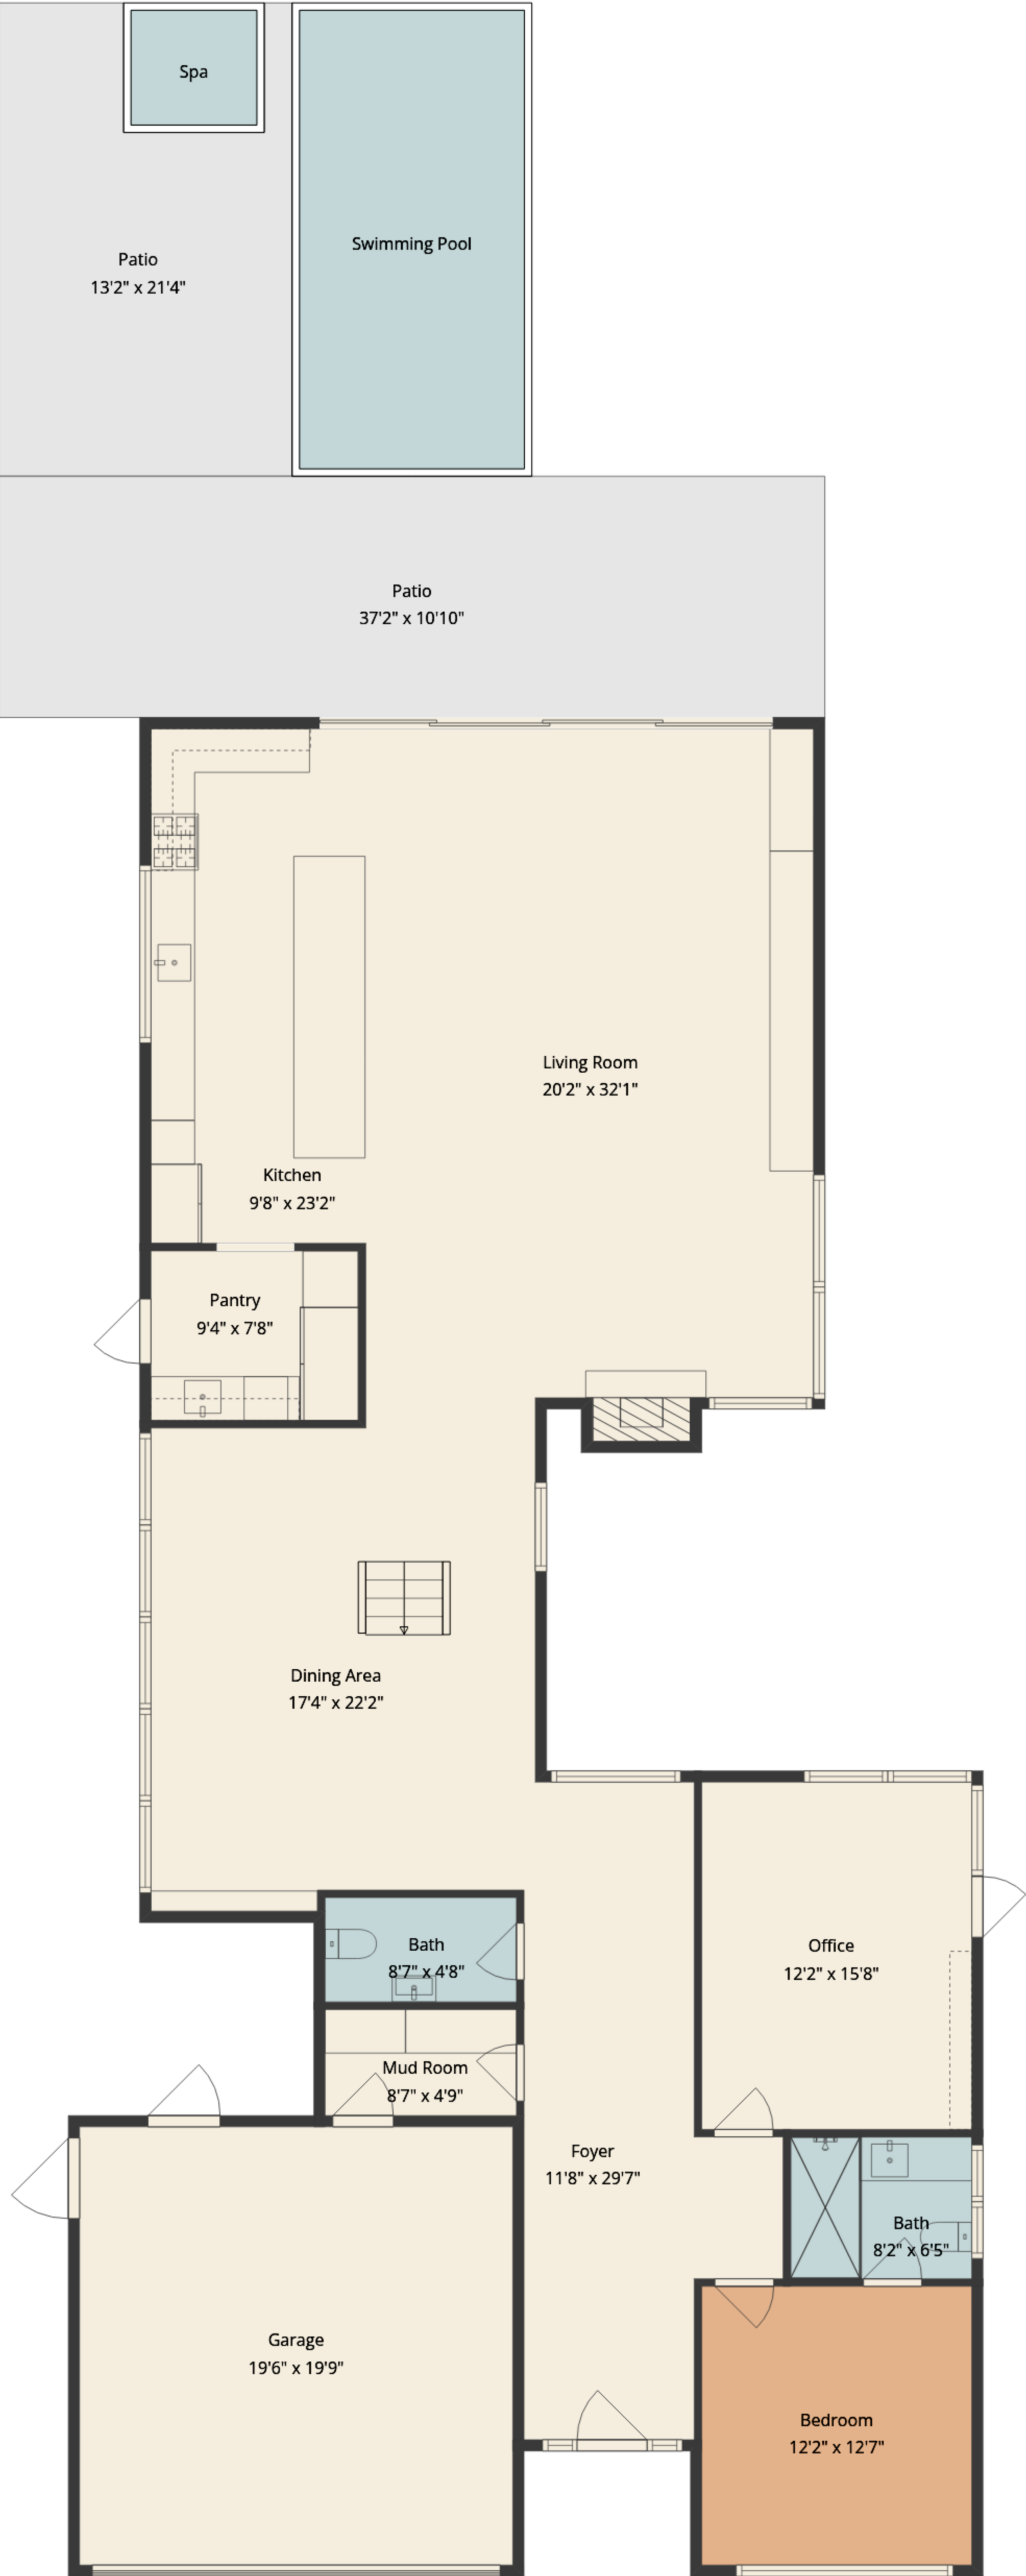 Spa
Swimming Pool
Patio
13'2" x 21'4"
Patio
37'2" x 10'10"
Living Room
20'2" x 32'1"
Kitchen
9'8" x 23'2"
Pantry
9'4" x 7'8"
Dining Area
17'4" x 22'2"
Bath
8'7" x 4'8"
Office
12'2" x 15'8"
Mud Room
8'7" x 4'9"
Foyer
11'8" x 29'7"
Bath
8'2" x 6'5"
Garage
19'6" x 19'9"
Bedroom
12'2" x 12'7"